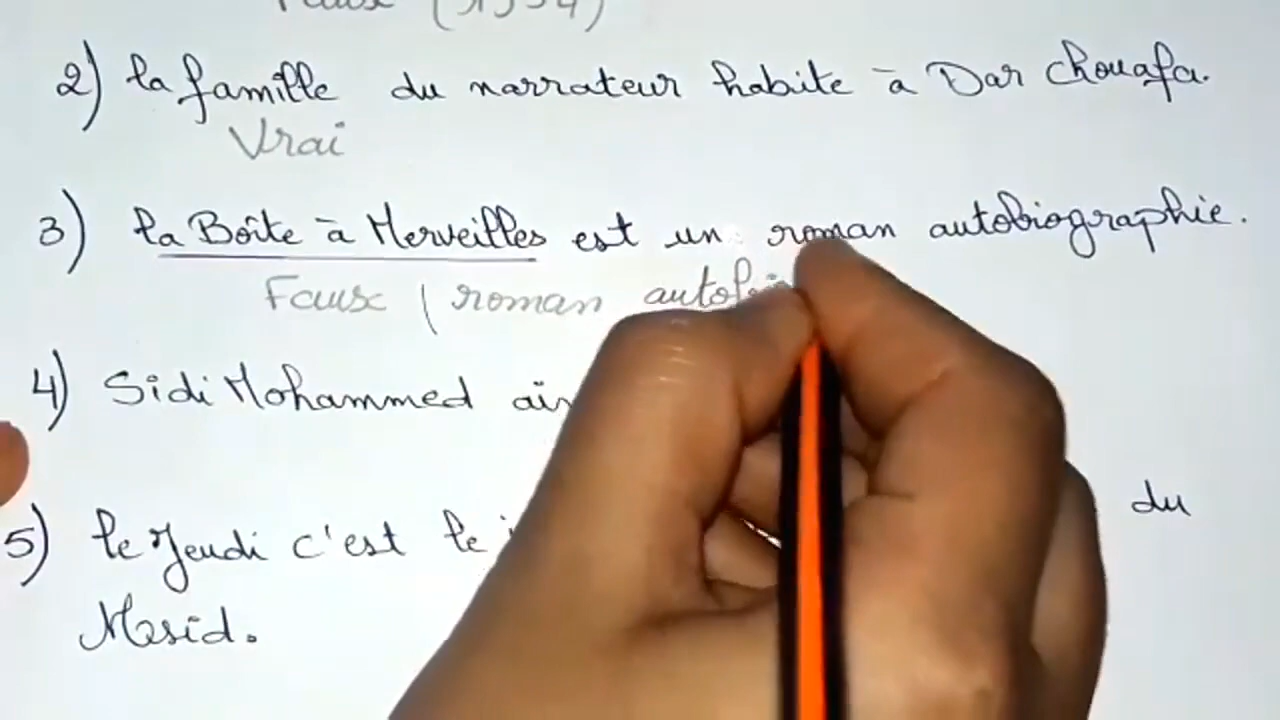 2) la famille du narrateur habite à Dar Chouafa.
Vrai
3) la Boîte à Merveilles est un roman autobiographie.
Faux ( roman
4) Sidi Mohammed
5) le Jeudi c'est le du
Msid.